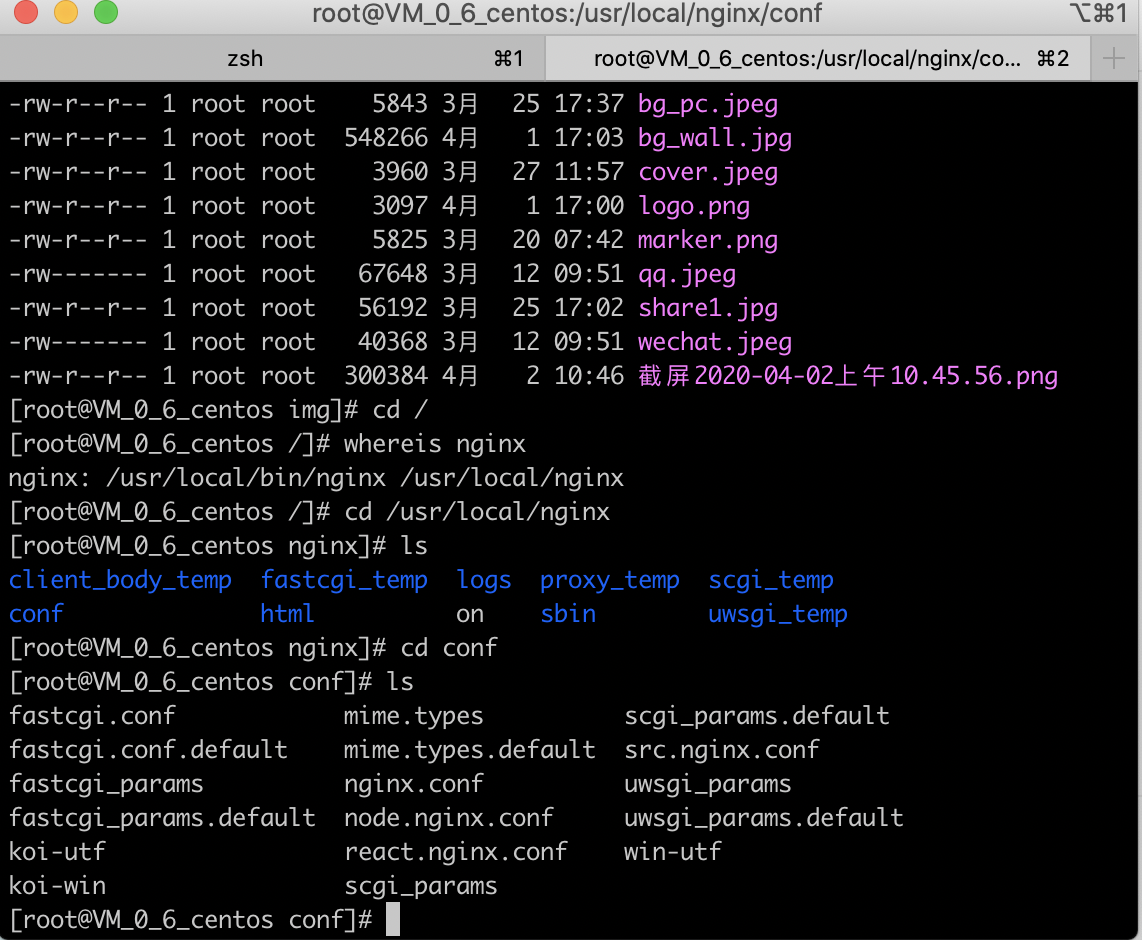 root@VM_0_6_centos:/usr/local/nginx/conf ⌥⌘1
zsh ⌘1 root@VM_0_6_centos:/usr/local/nginx/co... ⌘2 +
-rw-r--r-- 1 root root 5843 3月 25 17:37 bg_pc.jpeg
-rw-r--r-- 1 root root 548266 4月 1 17:03 bg_wall.jpg
-rw-r--r-- 1 root root 3960 3月 27 11:57 cover.jpeg
-rw-r--r-- 1 root root 3097 4月 1 17:00 logo.png
-rw-r--r-- 1 root root 5825 3月 20 07:42 marker.png
-rw------- 1 root root 67648 3月 12 09:51 qq.jpeg
-rw-r--r-- 1 root root 56192 3月 25 17:02 share1.jpg
-rw------- 1 root root 40368 3月 12 09:51 wechat.jpeg
-rw-r--r-- 1 root root 300384 4月 2 10:46 截屏2020-04-02上午10.45.56.png
[root@VM_0_6_centos img]# cd /
[root@VM_0_6_centos /]# whereis nginx
nginx: /usr/local/bin/nginx /usr/local/nginx
[root@VM_0_6_centos /]# cd /usr/local/nginx
[root@VM_0_6_centos nginx]# ls
client_body_temp fastcgi_temp logs proxy_temp scgi_temp
conf html on sbin uwsgi_temp
[root@VM_0_6_centos nginx]# cd conf
[root@VM_0_6_centos conf]# ls
fastcgi.conf mime.types scgi_params.default
fastcgi.conf.default mime.types.default src.nginx.conf
fastcgi_params nginx.conf uwsgi_params
fastcgi_params.default node.nginx.conf uwsgi_params.default
koi-utf react.nginx.conf win-utf
koi-win scgi_params
[root@VM_0_6_centos conf]#